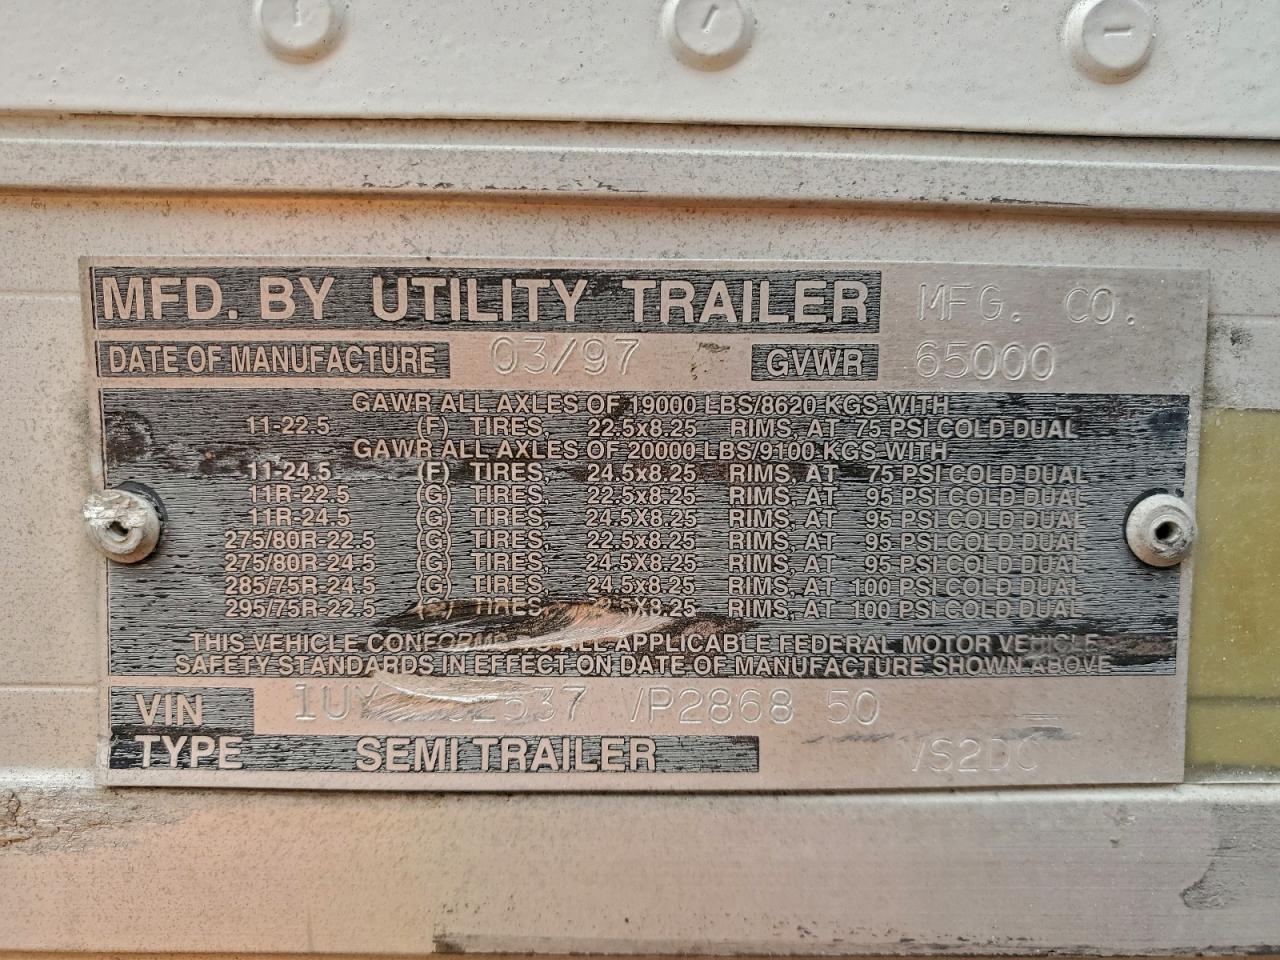 MFD. BY UTILITY TRAILER MFG. CO.
DATE OF MANUFACTURE 03/97 GVWR 65000
GAWR ALL AXLES OF 19000 LBS/8620 KGS WITH
11-22.5 (F) TIRES, 22.5x8.25 RIMS, AT 75 PSI COLD DUAL
GAWR ALL AXLES OF 20000 LBS/9100 KGS WITH
11-24.5 (F) TIRES, 24.5x8.25 RIMS, AT 75 PSI COLD DUAL
11R-22.5 (G) TIRES, 22.5x8.25 RIMS, AT 95 PSI COLD DUAL
11R-24.5 (G) TIRES, 24.5x8.25 RIMS, AT 95 PSI COLD DUAL
275/80R-22.5 (G) TIRES, 22.5x8.25 RIMS, AT 95 PSI COLD DUAL
275/80R-24.5 (G) TIRES, 24.5x8.25 RIMS, AT 95 PSI COLD DUAL
285/75R-24.5 (G) TIRES, 24.5x8.25 RIMS, AT 100 PSI COLD DUAL
295/75R-22.5 TIRES, RIMS, AT 100 PSI COLD DUAL
THIS VEHICLE CONFORMS TO ALL APPLICABLE FEDERAL MOTOR VEHICLE
SAFETY STANDARDS IN EFFECT ON DATE OF MANUFACTURE SHOWN ABOVE
VIN /P2868 50
TYPE SEMI TRAILER /S2DC